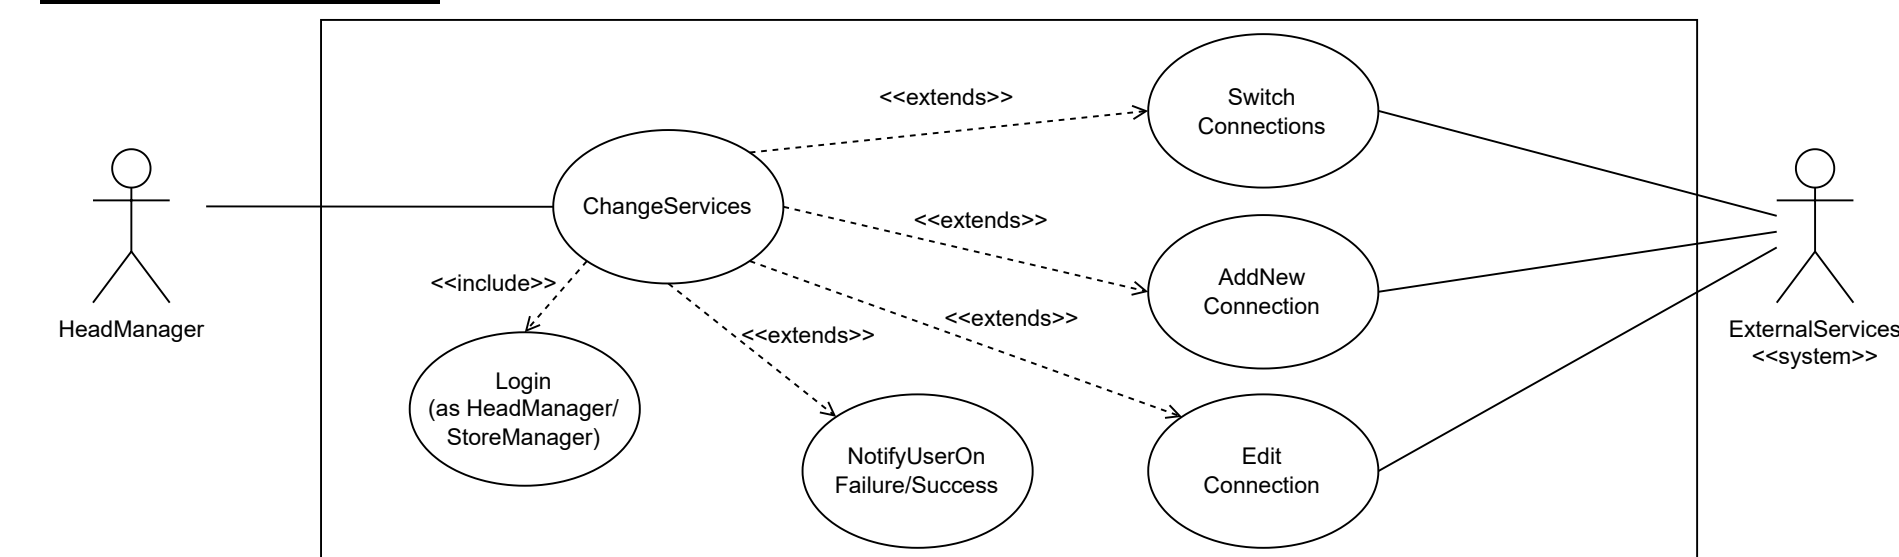 <<extends>>
Switch
Connections
ChangeServices
<<extends>>
<<include>>
AddNew
Connection
<<extends>>
HeadManager
<<extends>>
ExternalServices
<<system>>
Login
(as HeadManager/
StoreManager)
NotifyUserOn
Failure/Success
Edit
Connection